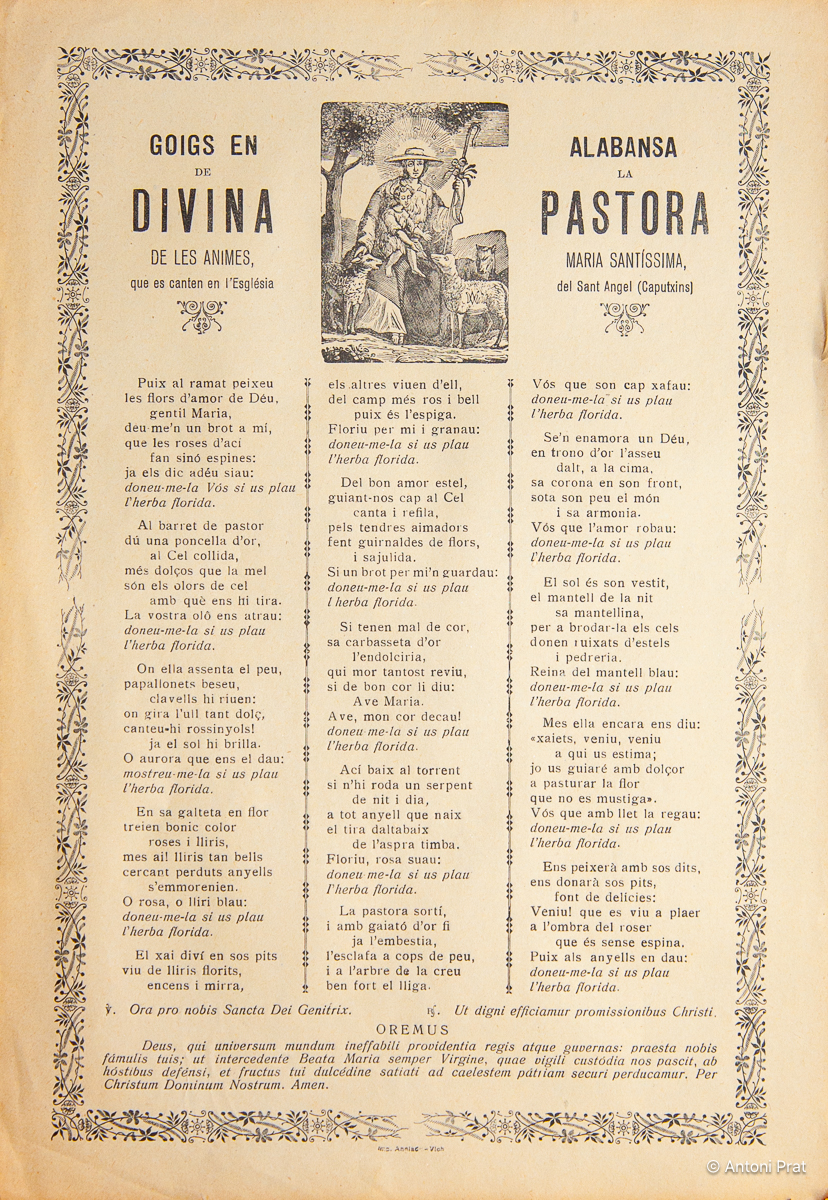 GOIGS EN ALABANSA
DE LA
DIVINA PASTORA
DE LES ANIMES, MARIA SANTÍSSIMA,
que es canten en l'Església del Sant Angel (Caputxins)
Puix al ramat peixeu
les flors d'amor de Déu,
gentil Maria,
deu-me'n un brot a mí,
que les roses d'ací
fan sinó espines:
ja els dic adéu siau:
doneu-me-la Vós si us plau
l'herba florida.
Al barret de pastor
dú una poncella d'or,
al Cel collida,
més dolços que la mel
són els olors de cel
amb què ens hi tira.
La vostra oló ens atrau:
doneu-me-la si us plau
l'herba florida.
On ella assenta el peu,
papallonets beseu,
clavells hi riuen:
on gira l'ull tant dolç,
canteu-hi rossinyols!
ja el sol hi brilla.
O aurora que ens el dau:
mostreu-me-la si us plau
l'herba florida.
En sa galteta en flor
treien bonic color
roses i lliris,
mes ai! lliris tan bells
cercant perduts anyells
s'emmorenien.
O rosa, o lliri blau:
doneu-me-la si us plau
l'herba florida.
El xai diví en sos pits
viu de lliris florits,
encens i mirra,
els altres viuen d'ell,
del camp més ros i bell
puix és l'espiga.
Floriu per mi i granau:
doneu-me-la si us plau
l'herba florida.
Del bon amor estel,
guiant-nos cap al Cel
canta i refila,
pels tendres aimadors
fent guirnaldes de flors,
i sajulida.
Si un brot per mi'n guardau:
doneu-me-la si us plau
l herba florida.
Si tenen mal de cor,
sa carbasseta d'or
l'endolciria,
qui mor tantost reviu,
si de bon cor li diu:
Ave Maria.
Ave, mon cor decau!
doneu me-la si us plau
l'herba florida.
Ací baix al torrent
si n'hi roda un serpent
de nit i dia,
a tot anyell que naix
el tira daltabaix
de l'aspra timba.
Floriu, rosa suau:
doneu me-la si us plau
l'herba florida.
La pastora sortí,
i amb gaiató d'or fi
ja l'embestia,
l'esclafa a cops de peu,
i a l'arbre de la creu
ben fort el lliga.
Vós que son cap xafau:
doneu-me-la si us plau
l'herba florida.
Se'n enamora un Déu,
en trono d'or l'asseu
dalt, a la cima,
sa corona en son front,
sota son peu el món
i sa armonia.
Vós que l'amor robau:
doneu-me-la si us plau
l'herba florida.
El sol és son vestit,
el mantell de la nit
sa mantellina,
per a brodar-la els cels
donen ruixats d'estels
i pedreria.
Reina del mantell blau:
doneu-me-la si us plau
l'herba florida.
Mes ella encara ens diu:
«xaiets, veniu, veniu
a qui us estima;
jo us guiaré amb dolçor
a pasturar la flor
que no es mustiga».
Vós que amb llet la regau:
doneu-me-la si us plau
l'herba florida.
Ens peixerà amb sos dits,
ens donarà sos pits,
font de delícies:
Veniu! que es viu a plaer
a l'ombra del roser
que és sense espina.
Puix als anyells en dau:
doneu-me-la si us plau
l'herba florida.
℣. Ora pro nobis Sancta Dei Genitrix. ℟. Ut digni efficiamur promissionibus Christi.
OREMUS
Deus, qui universum mundum ineffabili providentia regis atque guvernas: praesta nobis
fámulis tuis; ut intercedente Beata Maria semper Virgine, quae vigili custódia nos pascit, ab
hóstibus defénsi, et fructus tui dulcédine satiati ad caelestem pátriam securi perducamur. Per
Christum Dominum Nostrum. Amen.
Imp. Anglada - Vich
© Antoni Prat